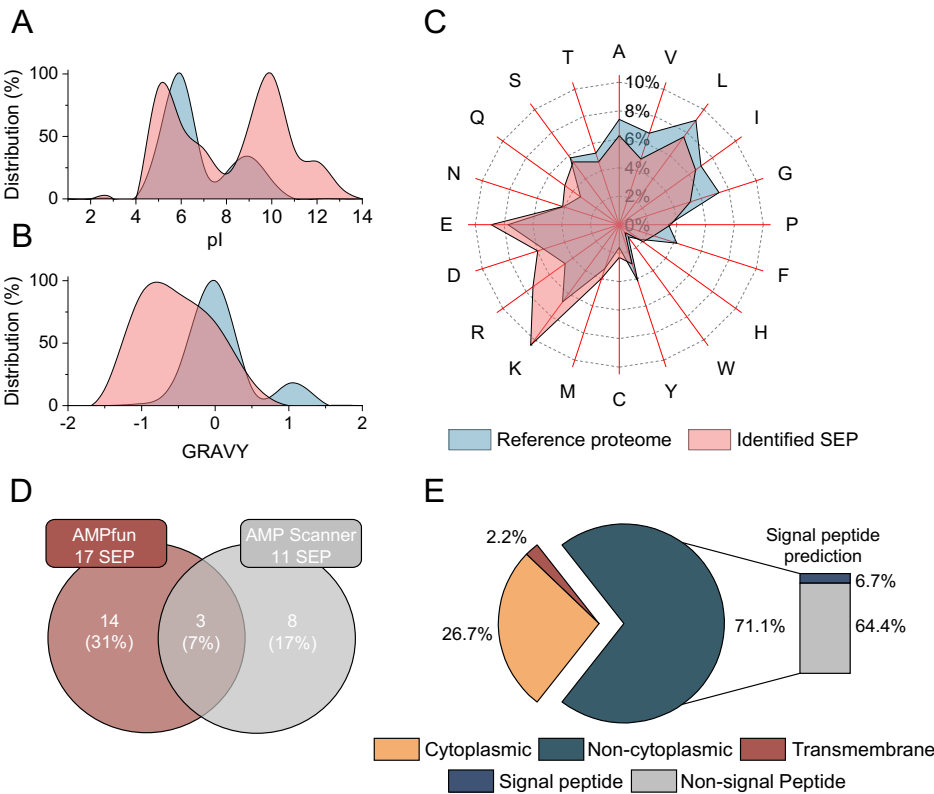 A
Distribution (%)
100
50
0
2 4 6 8 10 12 14
pI
B
Distribution (%)
100
50
0
-2 -1 0 1 2
GRAVY
C
A
V
L
I
G
P
F
H
W
Y
C
M
K
R
D
E
N
Q
S
T
10%
8%
6%
4%
2%
0%
Reference proteome
Identified SEP
D
AMPfun
17 SEP
AMP Scanner
11 SEP
14
(31%)
3
(7%)
8
(17%)
E
2.2%
26.7%
71.1%
Signal peptide
prediction
6.7%
64.4%
Cytoplasmic
Non-cytoplasmic
Transmembrane
Signal peptide
Non-signal Peptide